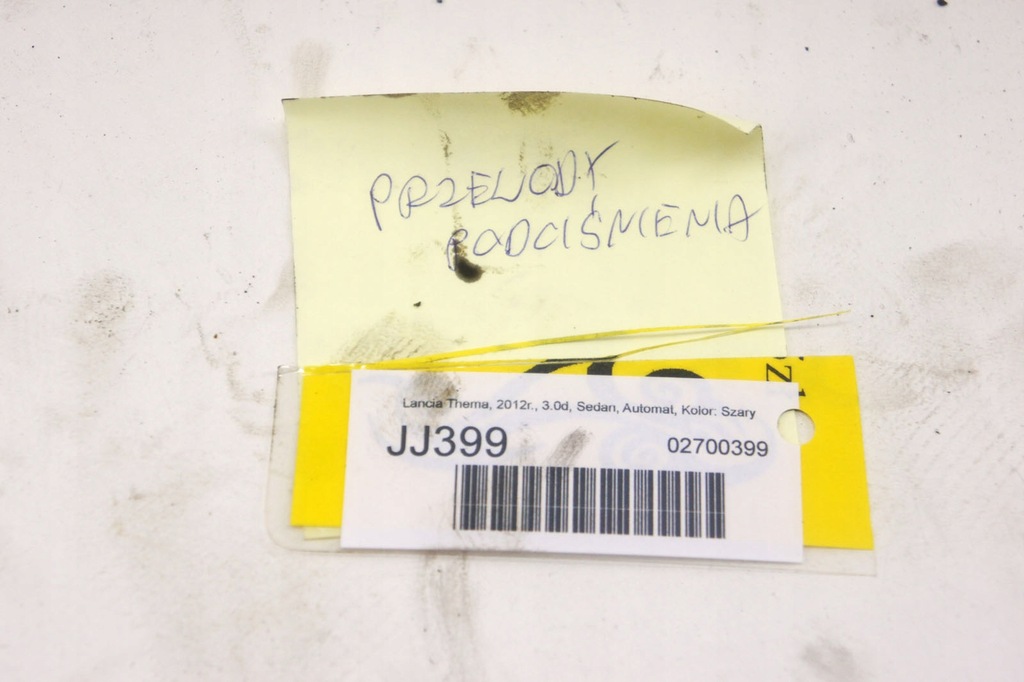 PRZEWODY
PODCIŚNIENIA
Lancia Thema, 2012r., 3.0d, Sedan, Automat, Kolor: Szary
JJ399
02700399